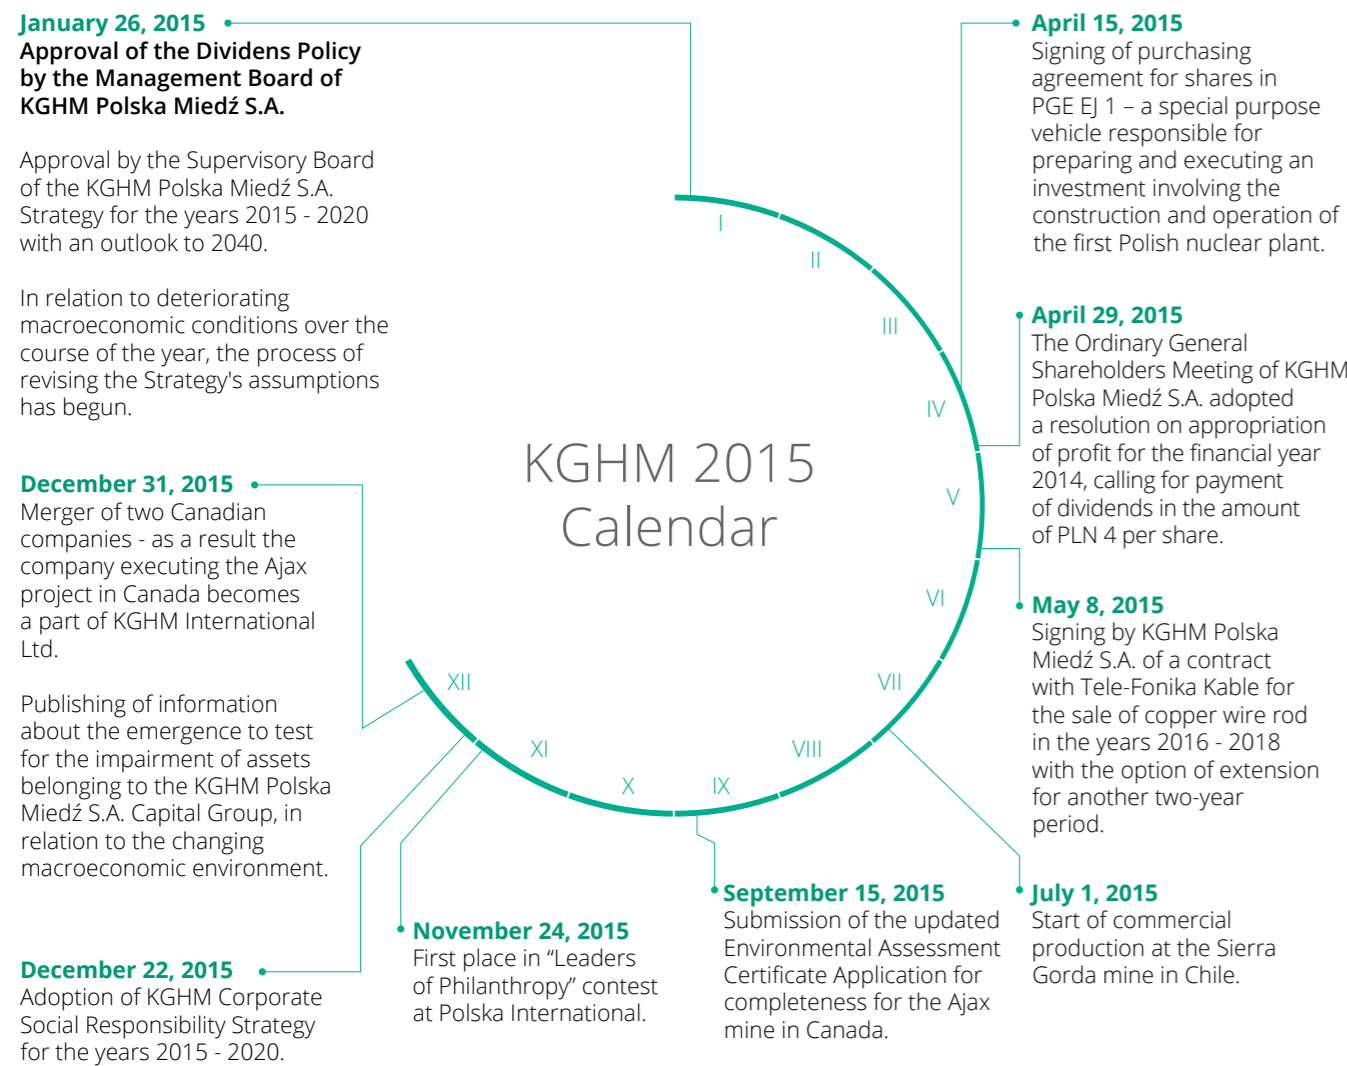 January 26, 2015
Approval of the Dividens Policy
by the Management Board of
KGHM Polska Miedź S.A.
Approval by the Supervisory Board
of the KGHM Polska Miedź S.A.
Strategy for the years 2015 - 2020
with an outlook to 2040.
In relation to deteriorating
macroeconomic conditions over the
course of the year, the process of
revising the Strategy's assumptions
has begun.
December 31, 2015
Merger of two Canadian
companies - as a result the
company executing the Ajax
project in Canada becomes
a part of KGHM International
Ltd.
Publishing of information
about the emergence to test
for the impairment of assets
belonging to the KGHM Polska
Miedź S.A. Capital Group, in
relation to the changing
macroeconomic environment.
December 22, 2015
Adoption of KGHM Corporate
Social Responsibility Strategy
for the years 2015 - 2020.
KGHM 2015
Calendar
I
II
III
IV
V
VI
VII
VIII
IX
X
XI
XII
April 15, 2015
Signing of purchasing
agreement for shares in
PGE EJ 1 – a special purpose
vehicle responsible for
preparing and executing an
investment involving the
construction and operation of
the first Polish nuclear plant.
April 29, 2015
The Ordinary General
Shareholders Meeting of KGHM
Polska Miedź S.A. adopted
a resolution on appropriation
of profit for the financial year
2014, calling for payment
of dividends in the amount
of PLN 4 per share.
May 8, 2015
Signing by KGHM Polska
Miedź S.A. of a contract
with Tele-Fonika Kable for
the sale of copper wire rod
in the years 2016 - 2018
with the option of extension
for another two-year
period.
July 1, 2015
Start of commercial
production at the Sierra
Gorda mine in Chile.
September 15, 2015
Submission of the updated
Environmental Assessment
Certificate Application for
completeness for the Ajax
mine in Canada.
November 24, 2015
First place in “Leaders
of Philanthropy” contest
at Polska International.